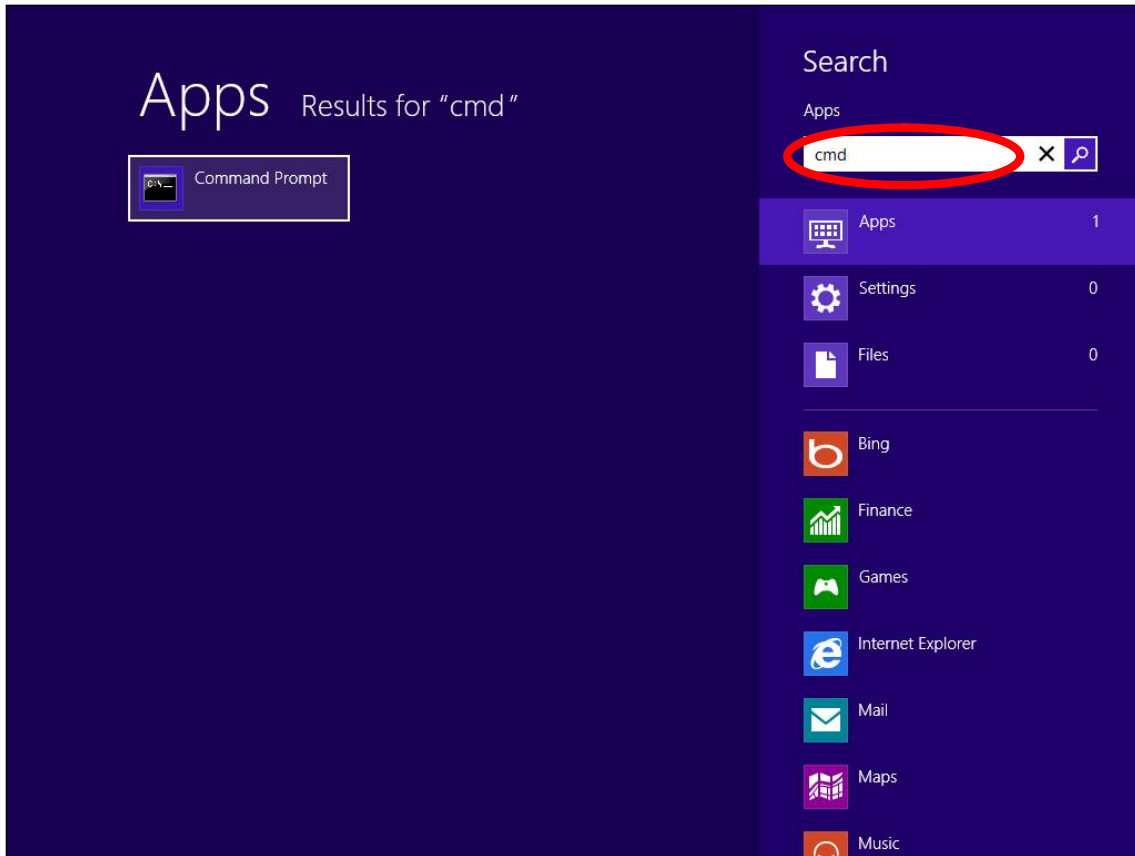 Apps Results for “cmd”
Command Prompt
Search
Apps
cmd
Apps 1
Settings 0
Files 0
Bing
Finance
Games
Internet Explorer
Mail
Maps
Music